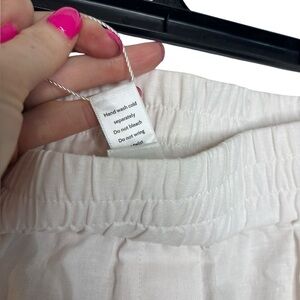 Hand wash cold
separately
Do not bleach
Do not wring